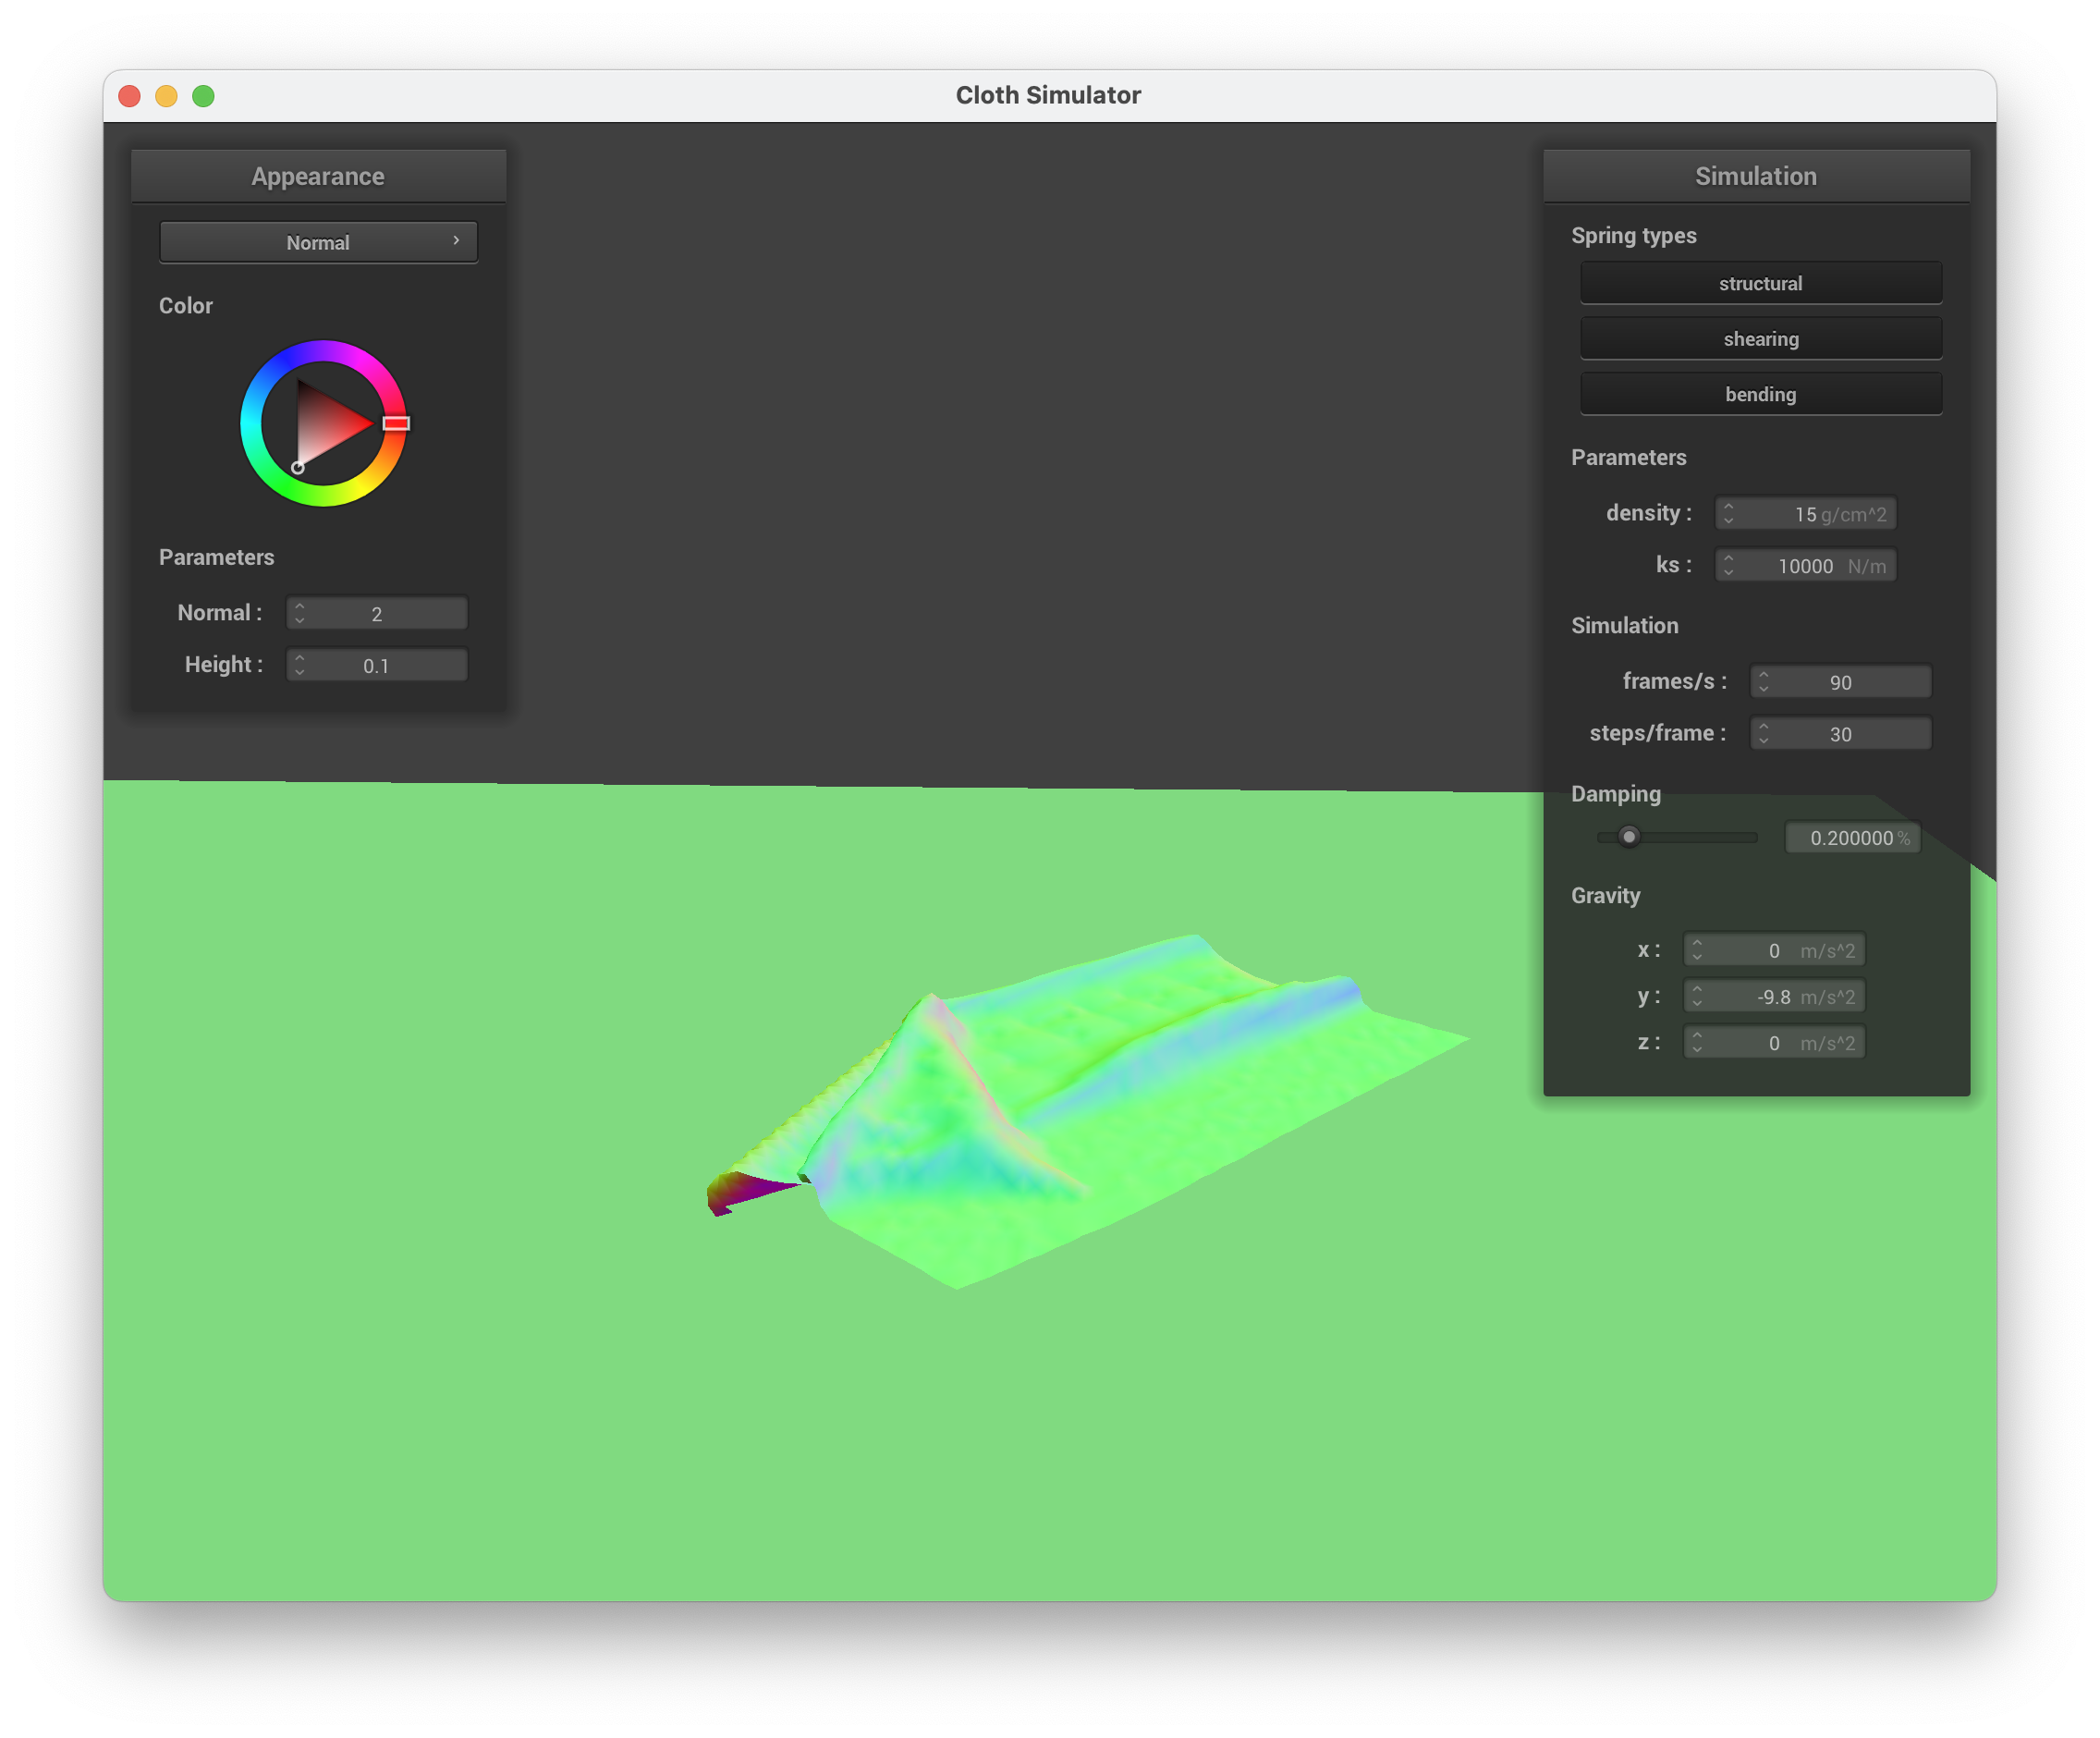 Cloth Simulator
Appearance
Normal
Color
Parameters
Normal :
2
Height :
0.1
Simulation
Spring types
structural
shearing
bending
Parameters
density :
15 g/cm^2
ks :
10000 N/m
Simulation
frames/s :
90
steps/frame :
30
Damping
0.200000 %
Gravity
x :
0 m/s^2
y :
-9.8 m/s^2
z :
0 m/s^2